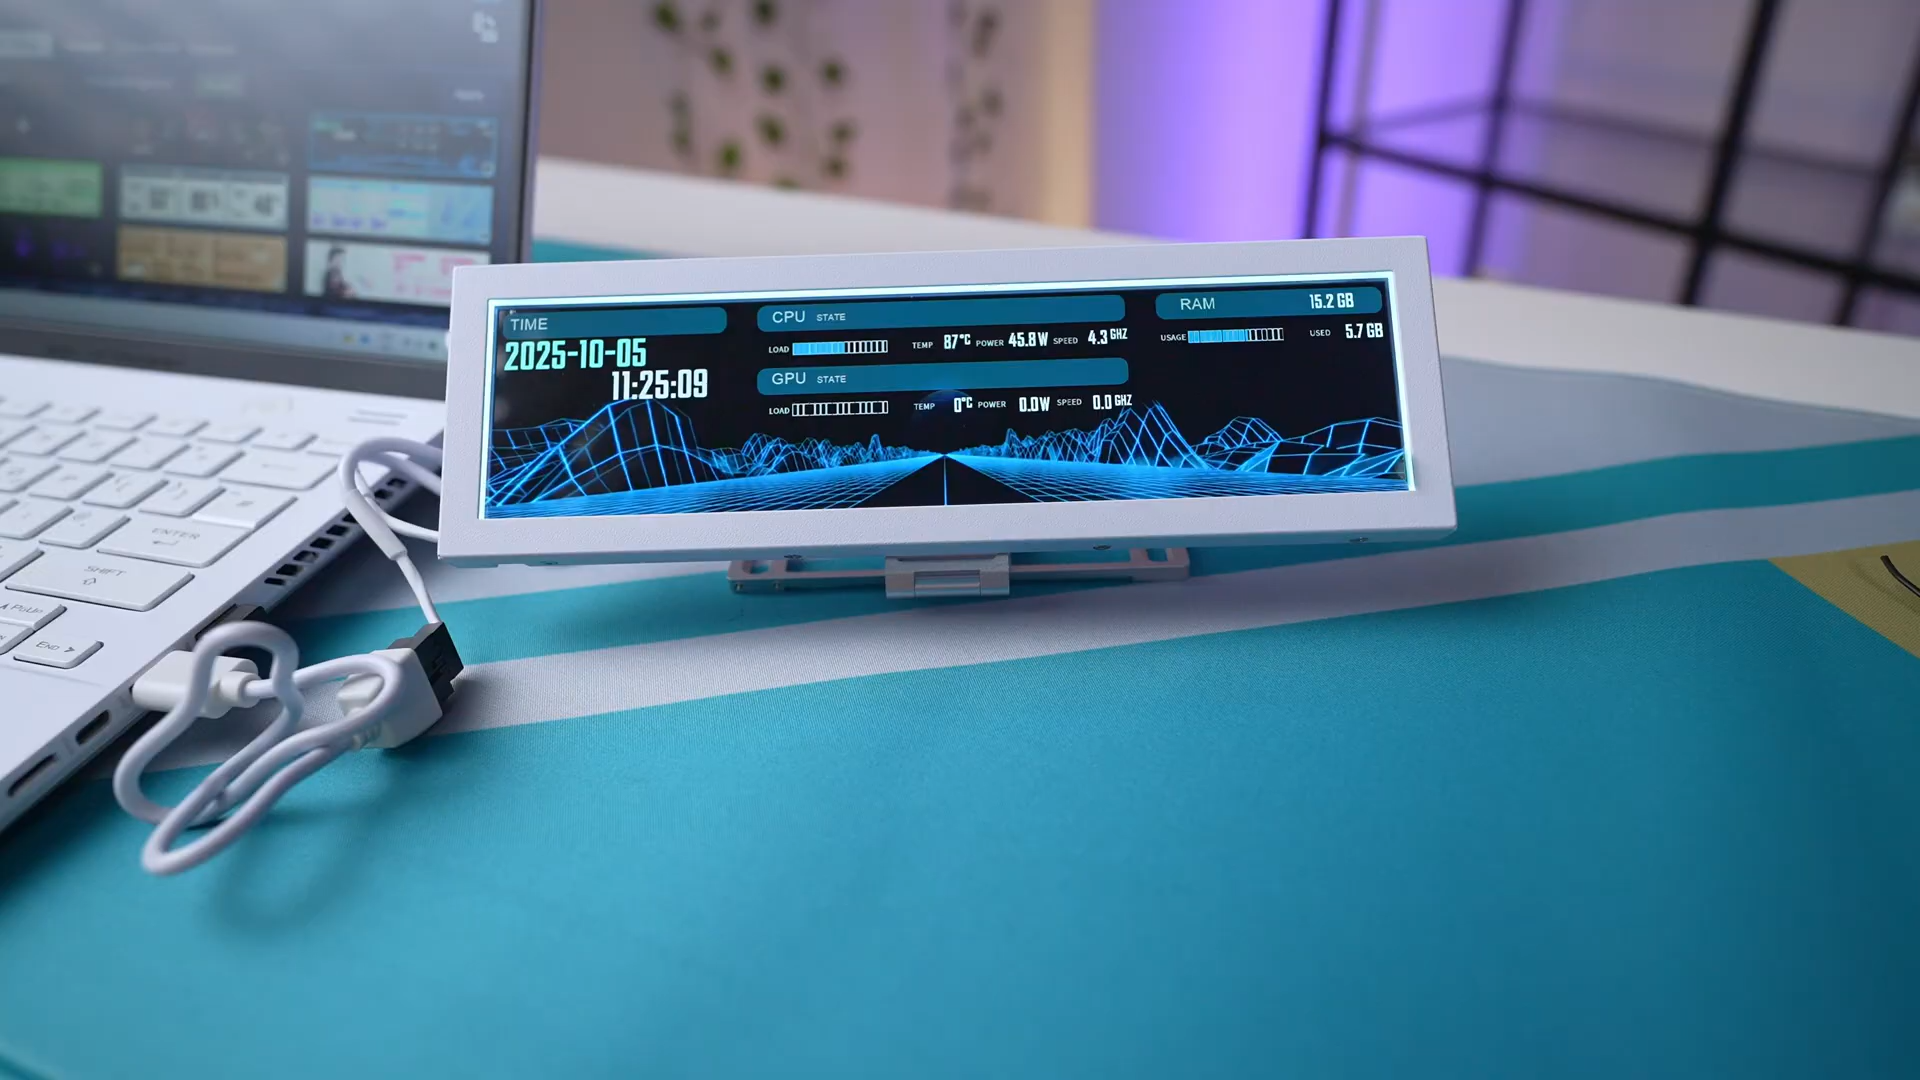 TIME
2025-10-05
11:25:09
CPU STATE
LOAD TEMP 87°C POWER 45.8W SPEED 4.3 GHZ
GPU STATE
LOAD TEMP 0°C POWER 0.0W SPEED 0.0 GHZ
RAM 15.2 GB
USAGE USED 5.7 GB
ENTER
SHIFT
PgUp
End